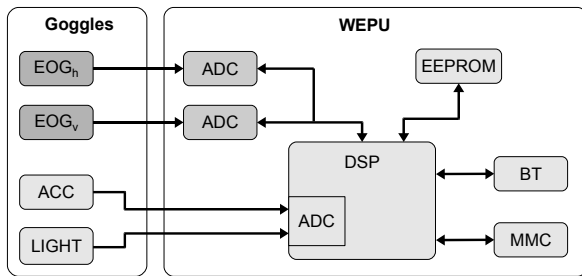 Goggles
WEPU
EOGh
ADC
EEPROM
EOGv
ADC
DSP
ACC
BT
ADC
LIGHT
MMC